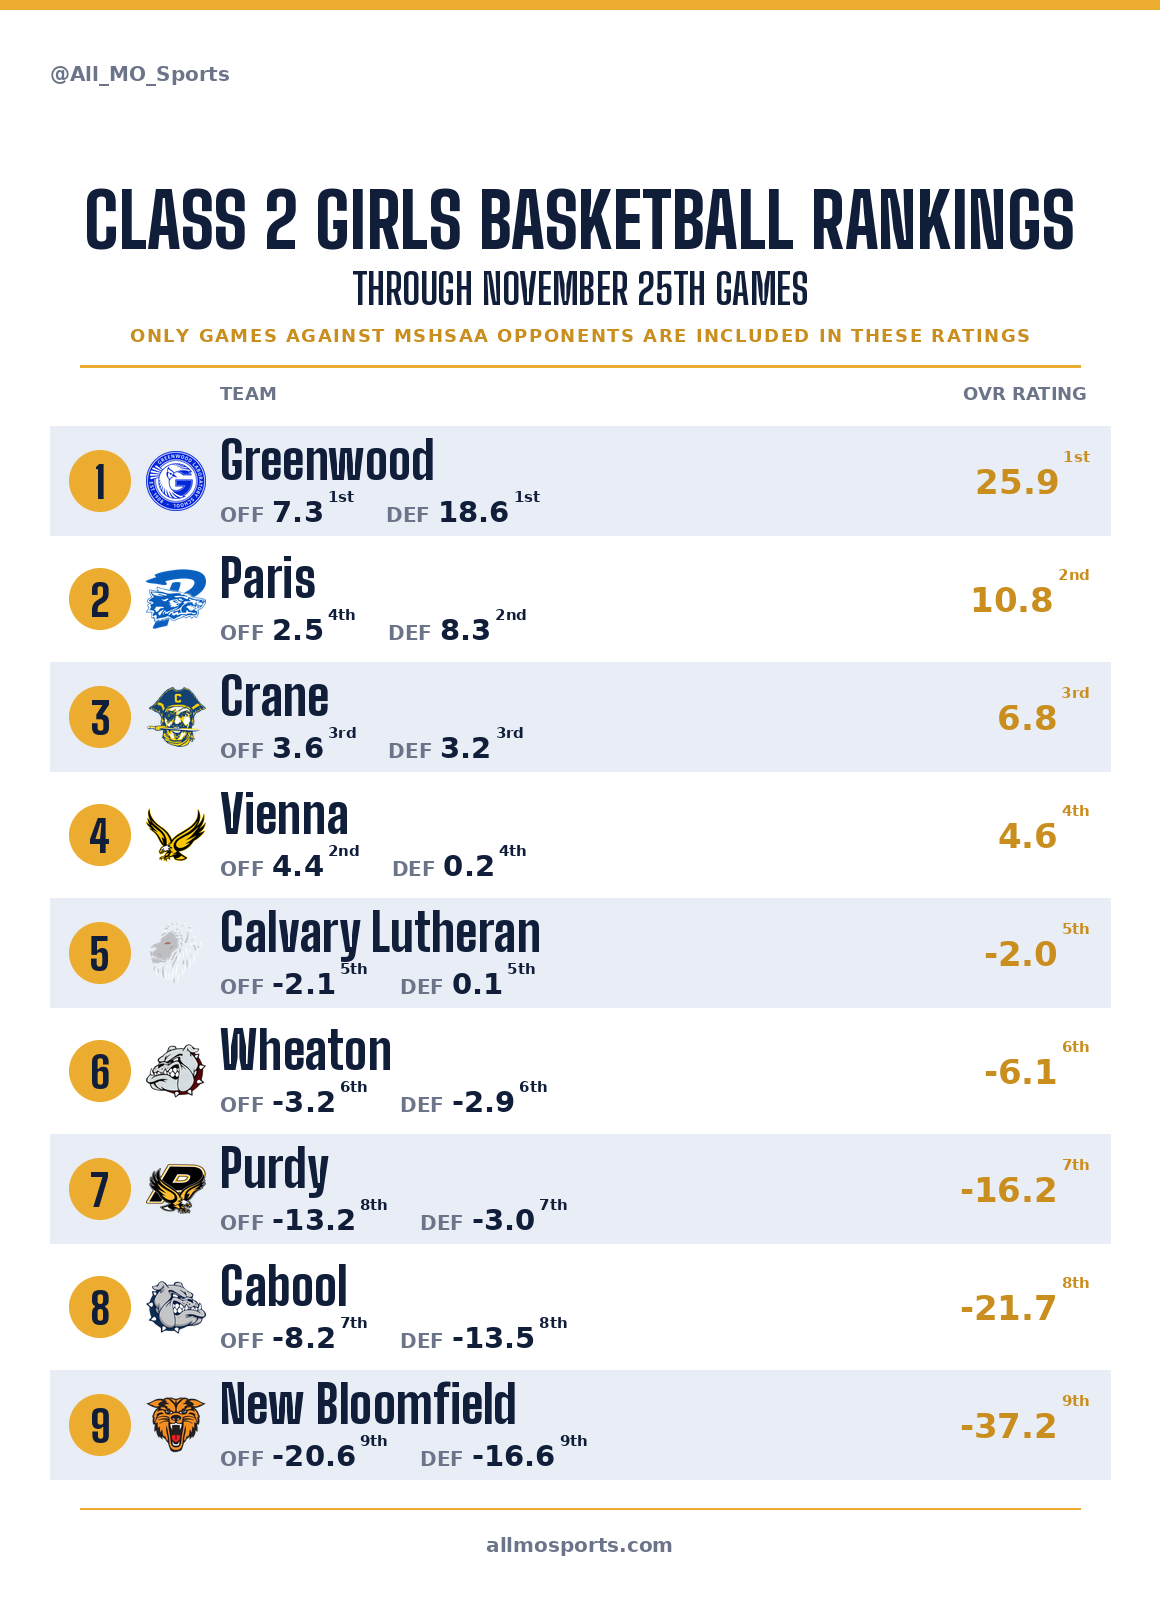 @All_MO_Sports
CLASS 2 GIRLS BASKETBALL RANKINGS
THROUGH NOVEMBER 25TH GAMES
ONLY GAMES AGAINST MSHSAA OPPONENTS ARE INCLUDED IN THESE RATINGS
TEAM OVR RATING
1 Greenwood 25.9 1st
OFF 7.3 1st DEF 18.6 1st
2 Paris 10.8 2nd
OFF 2.5 4th DEF 8.3 2nd
3 Crane 6.8 3rd
OFF 3.6 3rd DEF 3.2 3rd
4 Vienna 4.6 4th
OFF 4.4 2nd DEF 0.2 4th
5 Calvary Lutheran -2.0 5th
OFF -2.1 5th DEF 0.1 5th
6 Wheaton -6.1 6th
OFF -3.2 6th DEF -2.9 6th
7 Purdy -16.2 7th
OFF -13.2 8th DEF -3.0 7th
8 Cabool -21.7 8th
OFF -8.2 7th DEF -13.5 8th
9 New Bloomfield -37.2 9th
OFF -20.6 9th DEF -16.6 9th
allmosports.com